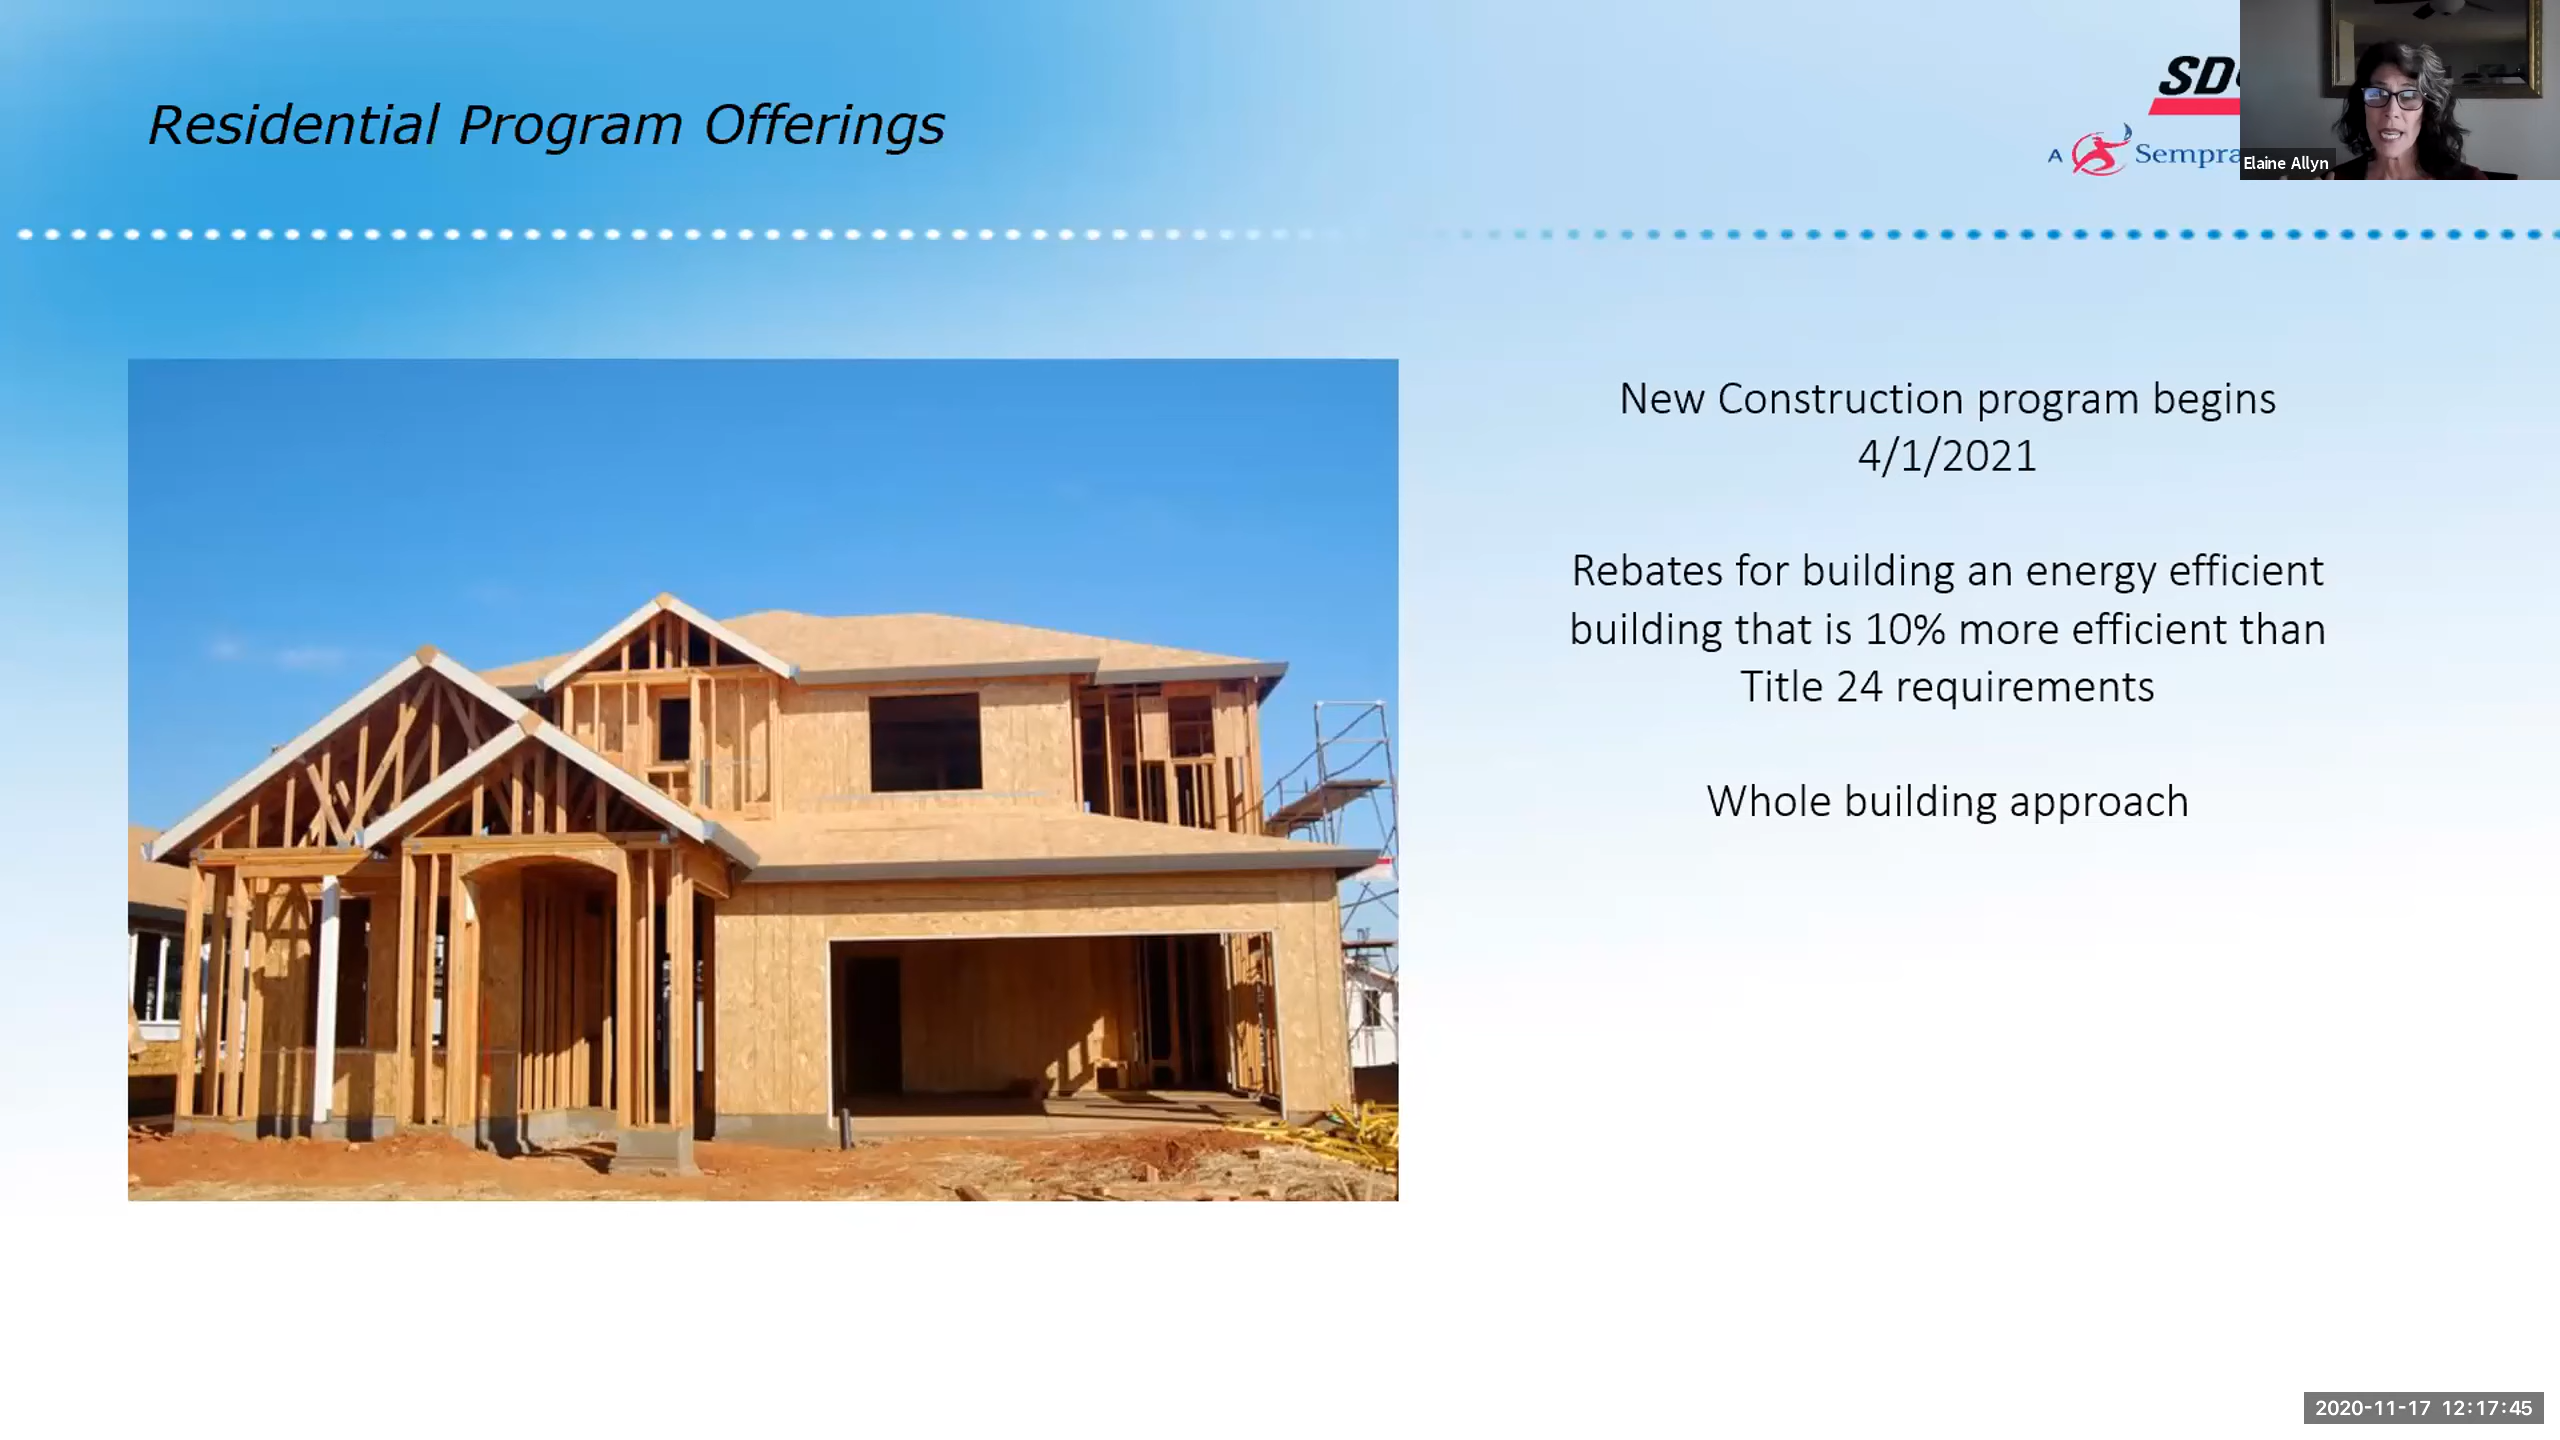 Residential Program Offerings
SD
A Sempra
Elaine Allyn
New Construction program begins
4/1/2021
Rebates for building an energy efficient
building that is 10% more efficient than
Title 24 requirements
Whole building approach
2020-11-17 12:17:45